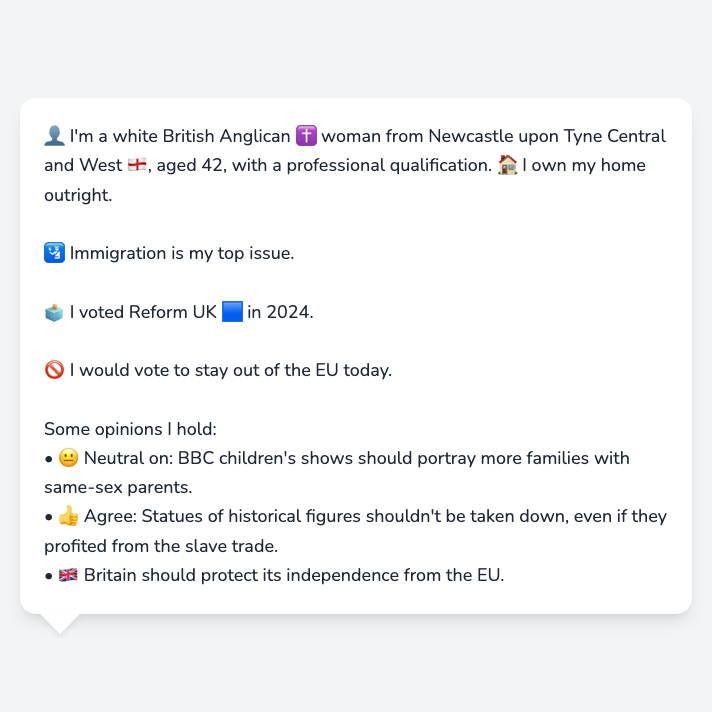 👤 I'm a white British Anglican ✝️ woman from Newcastle upon Tyne Central
and West 🏴󠁧󠁢󠁥󠁮󠁧󠁿, aged 42, with a professional qualification. 🏠 I own my home
outright.
🛂 Immigration is my top issue.
🗳️ I voted Reform UK 🟦 in 2024.
🚫 I would vote to stay out of the EU today.
Some opinions I hold:
• 😐 Neutral on: BBC children's shows should portray more families with
same-sex parents.
• 👍 Agree: Statues of historical figures shouldn't be taken down, even if they
profited from the slave trade.
• 🇬🇧 Britain should protect its independence from the EU.